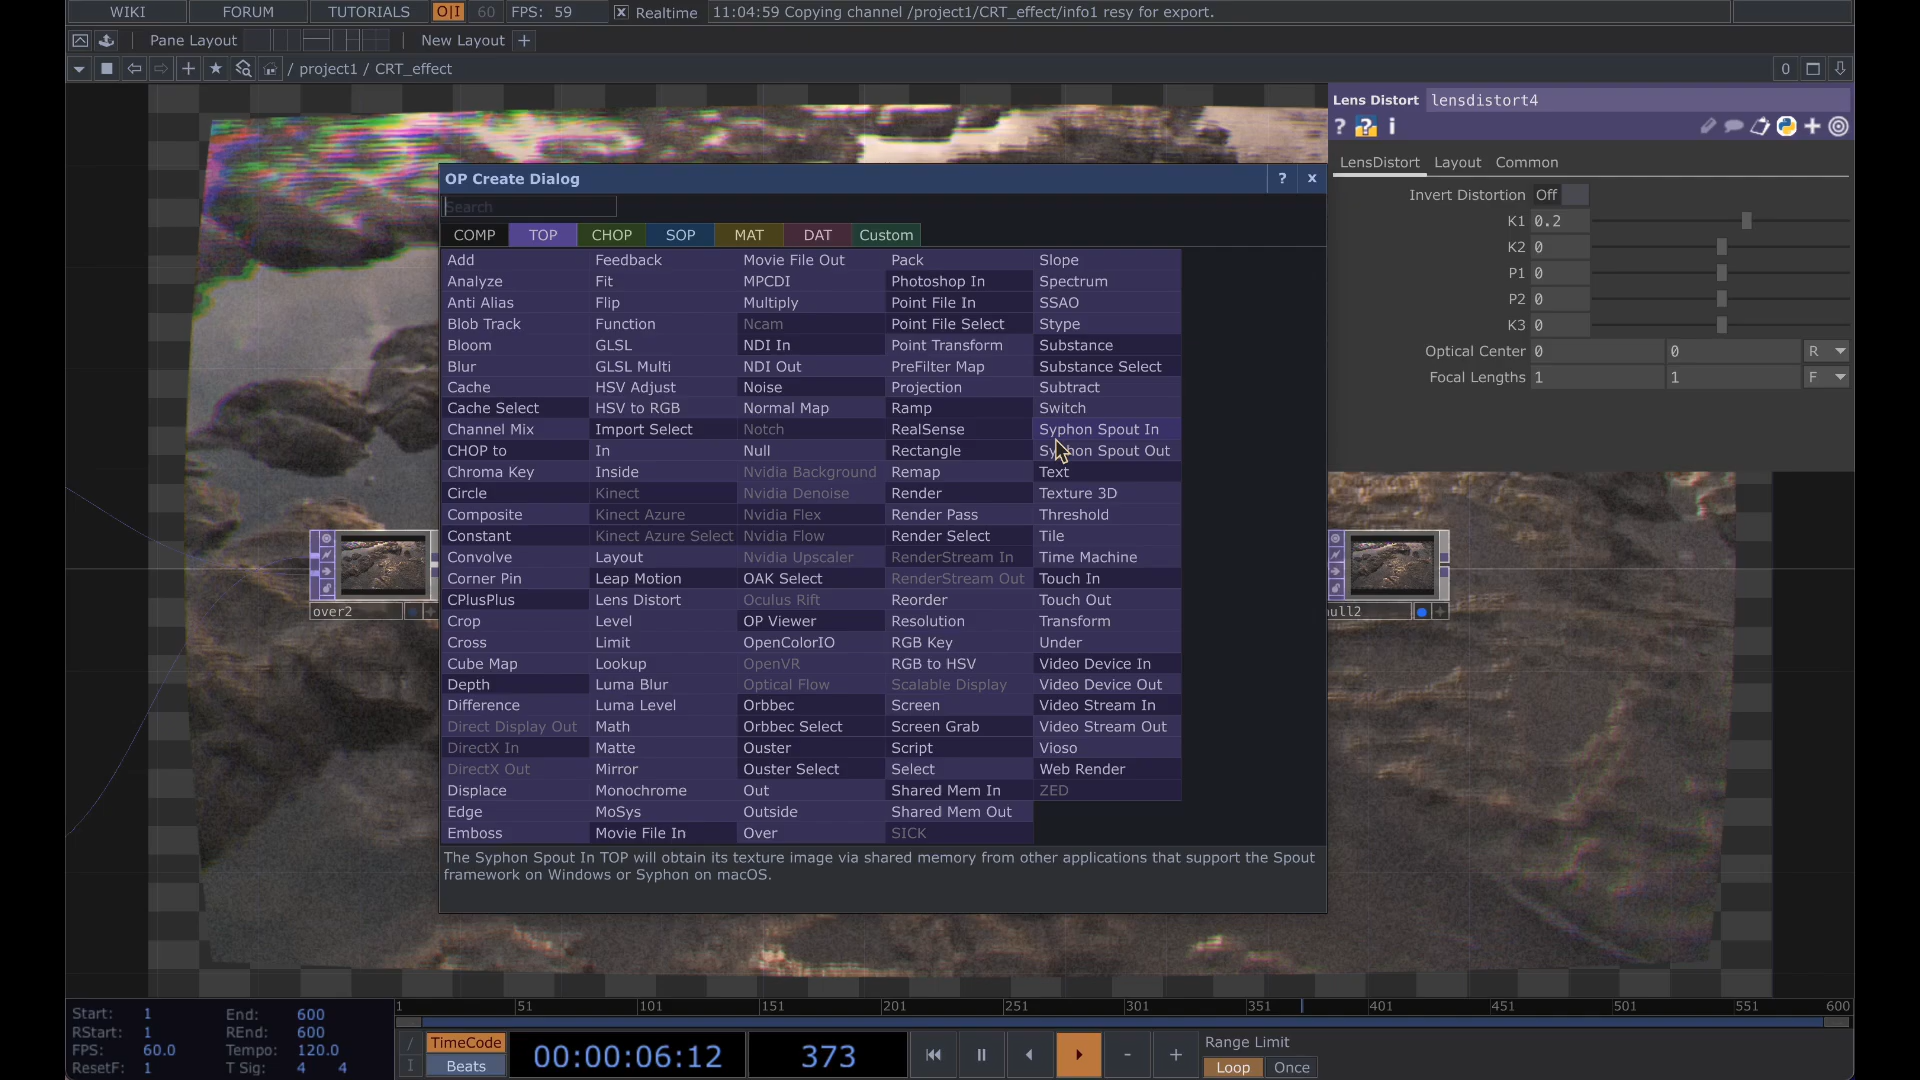 WIKI FORUM TUTORIALS O|I 60 FPS: 59 Realtime 11:04:59 Copying channel /project1/CRT_effect/info1 resy for export.
Pane Layout New Layout +
/ project1 / CRT_effect 0
Lens Distort lensdistort4
? ? i
LensDistort Layout Common
Invert Distortion Off
K1 0.2
K2 0
P1 0
P2 0
K3 0
Optical Center 0 0 R
Focal Lengths 1 1 F
OP Create Dialog ? x
Search
COMP TOP CHOP SOP MAT DAT Custom
Add Feedback Movie File Out Pack Slope
Analyze Fit MPCDI Photoshop In Spectrum
Anti Alias Flip Multiply Point File In SSAO
Blob Track Function Ncam Point File Select Stype
Bloom GLSL NDI In Point Transform Substance
Blur GLSL Multi NDI Out PreFilter Map Substance Select
Cache HSV Adjust Noise Projection Subtract
Cache Select HSV to RGB Normal Map Ramp Switch
Channel Mix Import Select Notch RealSense Syphon Spout In
CHOP to In Null Rectangle Syphon Spout Out
Chroma Key Inside Nvidia Background Remap Text
Circle Kinect Nvidia Denoise Render Texture 3D
Composite Kinect Azure Nvidia Flex Render Pass Threshold
Constant Kinect Azure Select Nvidia Flow Render Select Tile
Convolve Layout Nvidia Upscaler RenderStream In Time Machine
Corner Pin Leap Motion OAK Select RenderStream Out Touch In
CPlusPlus Lens Distort Oculus Rift Reorder Touch Out
Crop Level OP Viewer Resolution Transform
Cross Limit OpenColorIO RGB Key Under
Cube Map Lookup OpenVR RGB to HSV Video Device In
Depth Luma Blur Optical Flow Scalable Display Video Device Out
Difference Luma Level Orbbec Screen Video Stream In
Direct Display Out Math Orbbec Select Screen Grab Video Stream Out
DirectX In Matte Ouster Script Vioso
DirectX Out Mirror Ouster Select Select Web Render
Displace Monochrome Out Shared Mem In ZED
Edge MoSys Outside Shared Mem Out
Emboss Movie File In Over SICK
The Syphon Spout In TOP will obtain its texture image via shared memory from other applications that support the Spout
framework on Windows or Syphon on macOS.
over2
null2
1 51 101 151 201 251 301 351 401 451 501 551 600
Start: 1 End: 600
RStart: 1 REnd: 600
FPS: 60.0 Tempo: 120.0
ResetF: 1 T Sig: 4 4
/ TimeCode
I Beats
00:00:06:12 373 - +
Range Limit
Loop Once